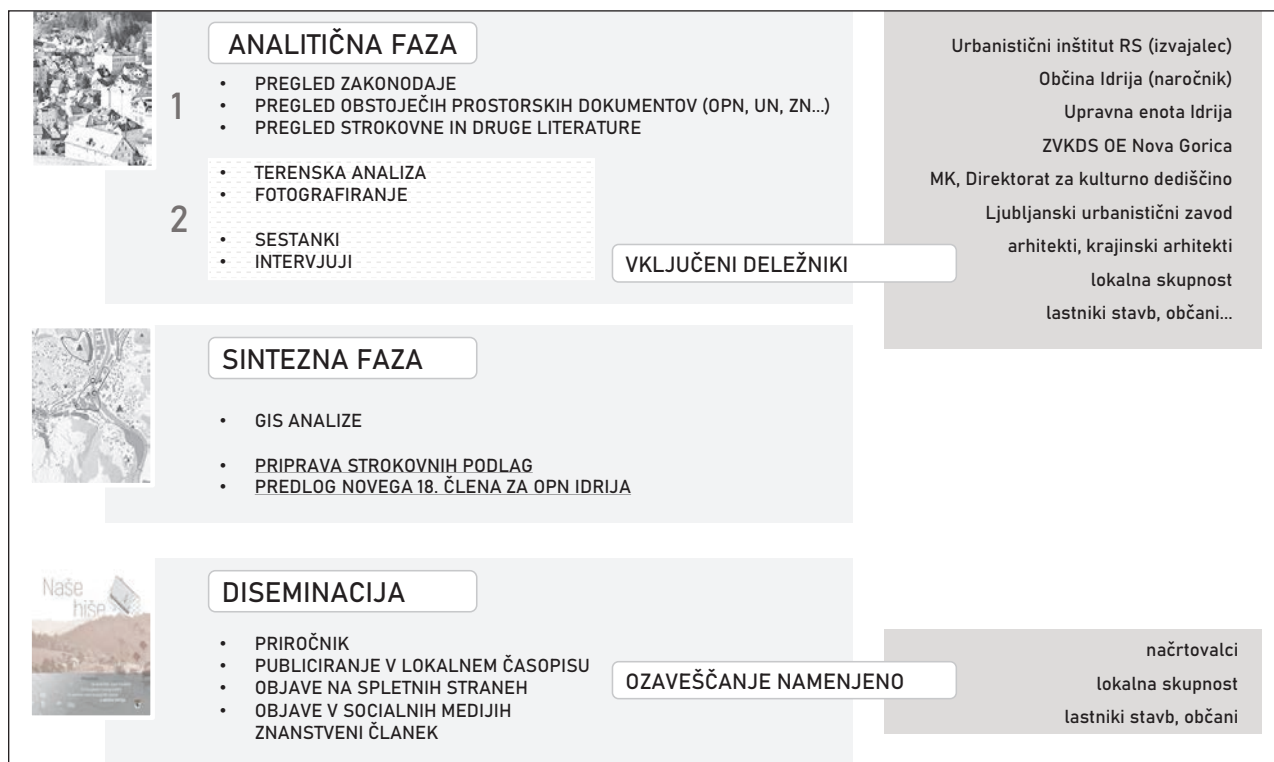 ANALITIČNA FAZA
1
• PREGLED ZAKONODAJE
• PREGLED OBSTOJEČIH PROSTORSKIH DOKUMENTOV (OPN, UN, ZN...)
• PREGLED STROKOVNE IN DRUGE LITERATURE
2
• TERENSKA ANALIZA
• FOTOGRAFIRANJE
• SESTANKI
• INTERVJUJI
VKLJUČENI DELEŽNIKI
Urbanistični inštitut RS (izvajalec)
Občina Idrija (naročnik)
Upravna enota Idrija
ZVKDS OE Nova Gorica
MK, Direktorat za kulturno dediščino
Ljubljanski urbanistični zavod
arhitekti, krajinski arhitekti
lokalna skupnost
lastniki stavb, občani...
SINTEZNA FAZA
• GIS ANALIZE
• PRIPRAVA STROKOVNIH PODLAG
• PREDLOG NOVEGA 18. ČLENA ZA OPN IDRIJA
Naše
hiše
DISEMINACIJA
• PRIROČNIK
• PUBLICIRANJE V LOKALNEM ČASOPISU
• OBJAVE NA SPLETNIH STRANEH
• OBJAVE V SOCIALNIH MEDIJIH
ZNANSTVENI ČLANEK
OZAVEŠČANJE NAMENJENO
načrtovalci
lokalna skupnost
lastniki stavb, občani